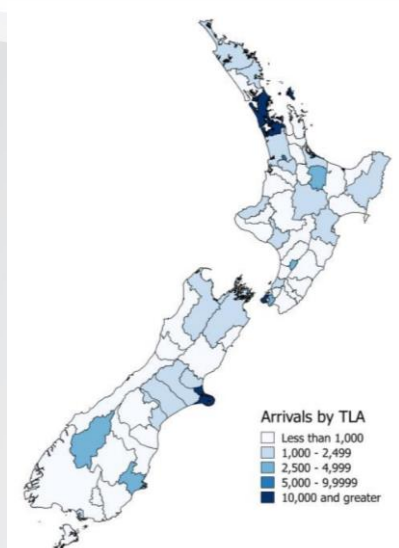 Arrivals by TLA
Less than 1,000
1,000 - 2,499
2,500 - 4,999
5,000 - 9,9999
10,000 and greater